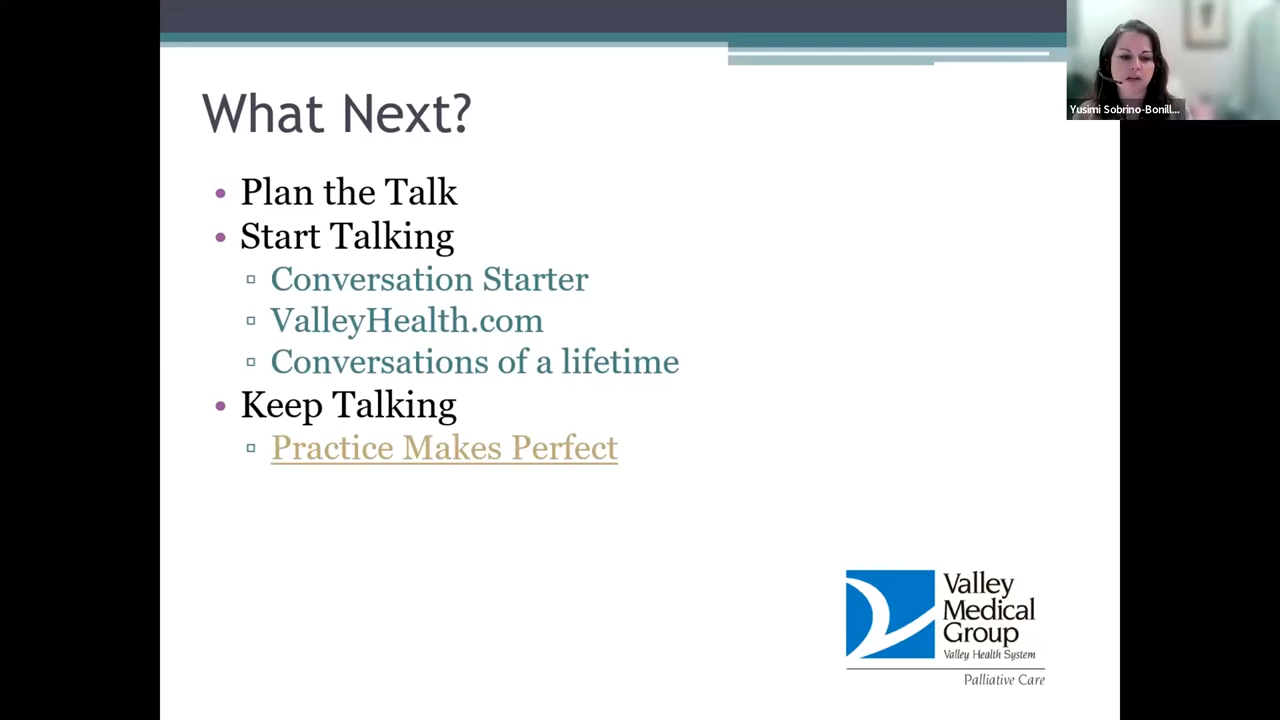 What Next?
Plan the Talk
Start Talking
Conversation Starter
ValleyHealth.com
Conversations of a lifetime
Keep Talking
Practice Makes Perfect
Yusimi Sobrino-Bonill...
Valley
Medical
Group
Valley Health System
Palliative Care